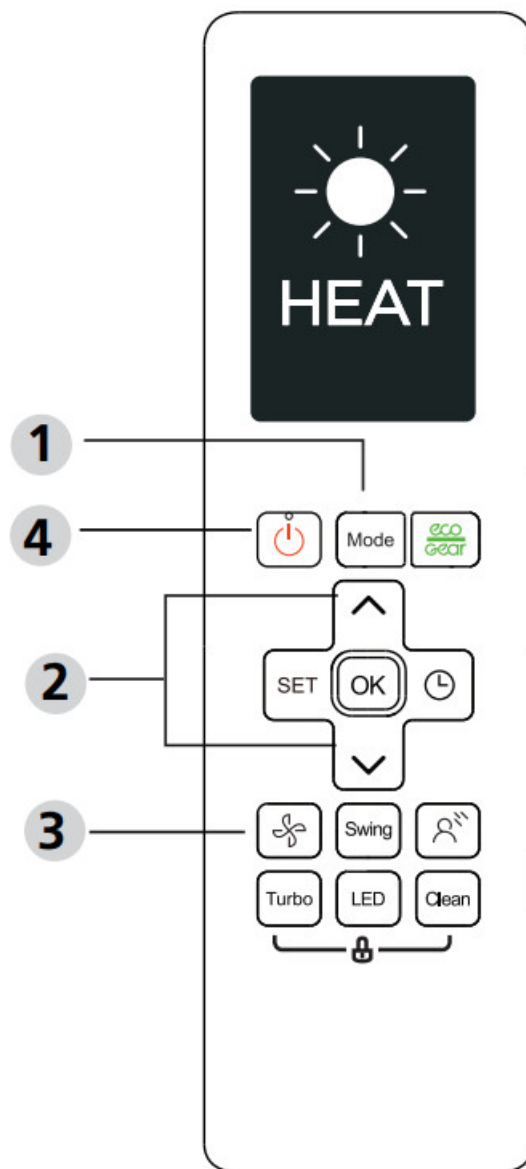 HEAT
1
4
Mode
eco
Gear
2
SET
OK
3
Swing
Turbo
LED
Clean